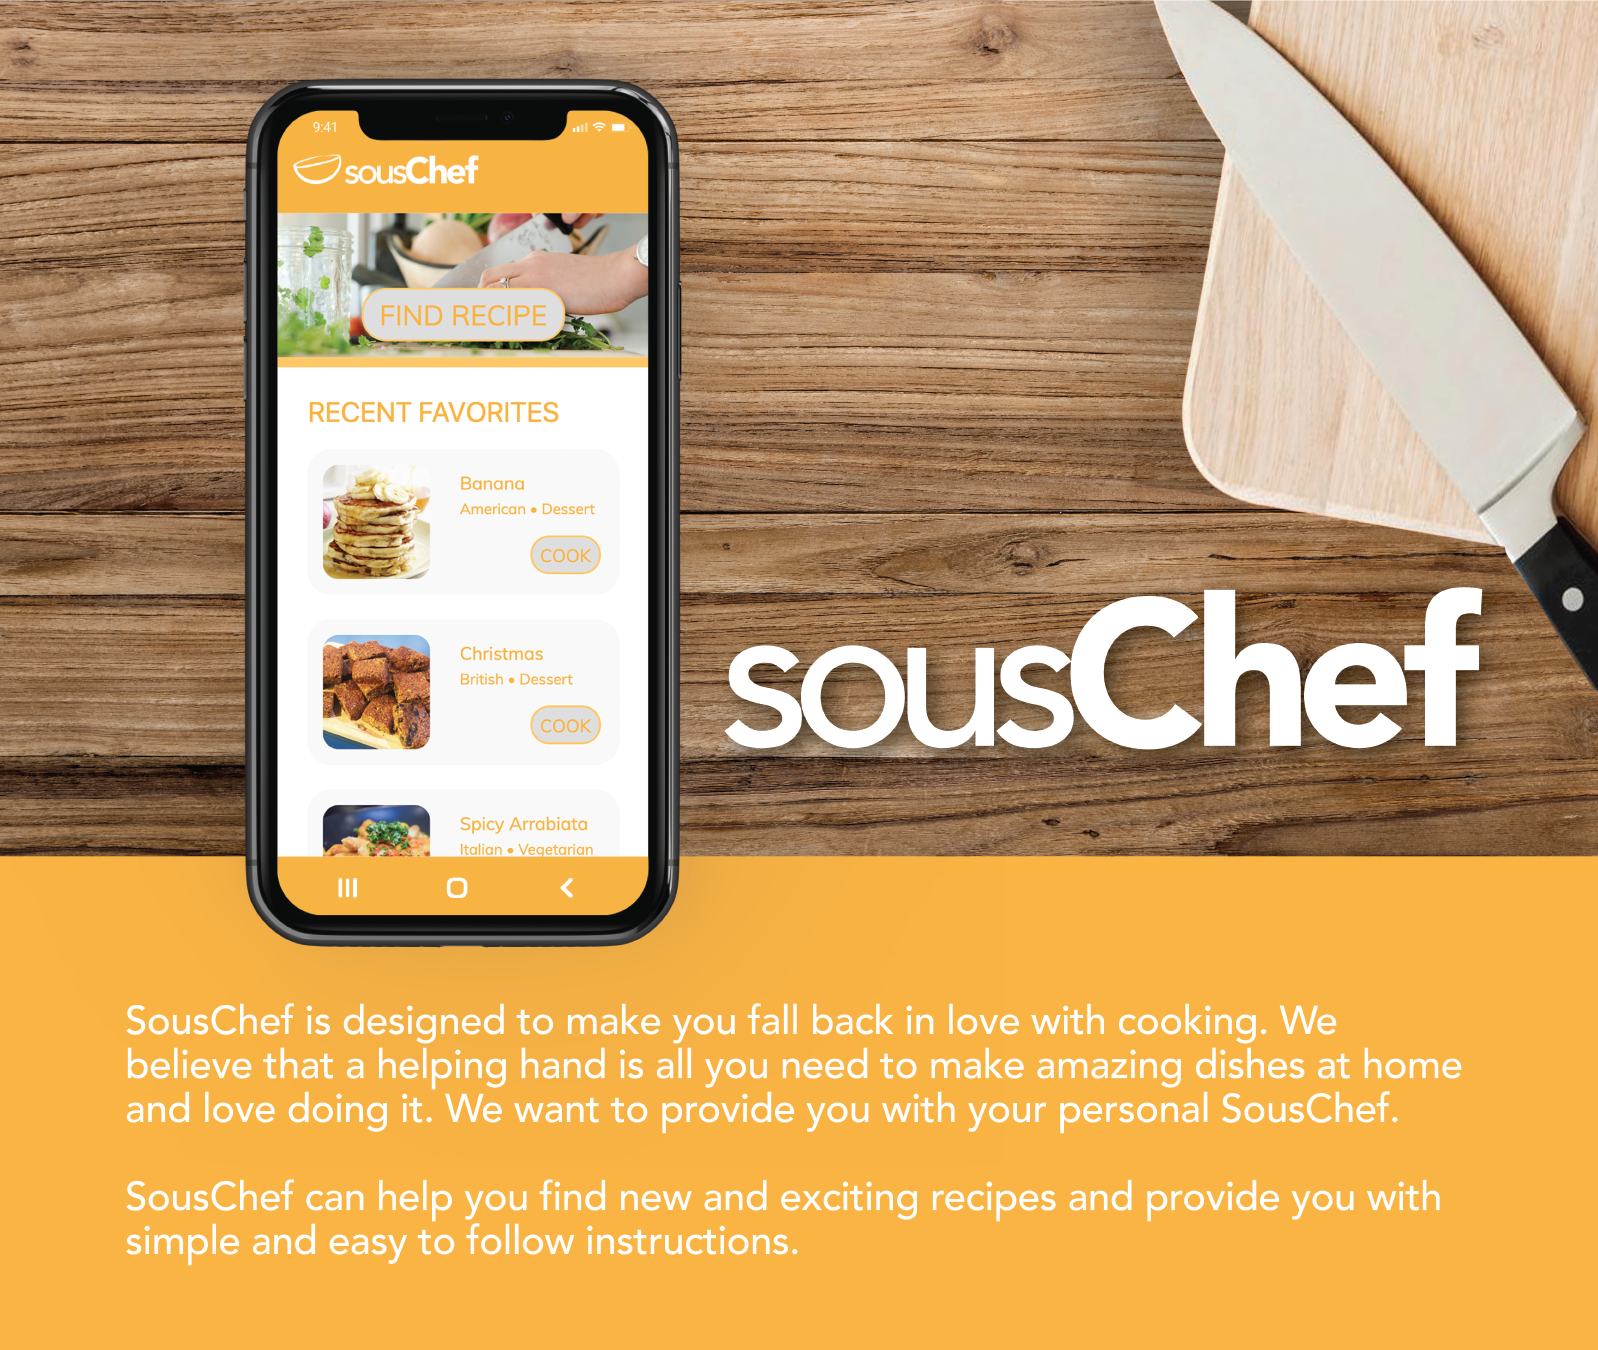 9:41
sousChef
FIND RECIPE
RECENT FAVORITES
Banana
American • Dessert
COOK
Christmas
British • Dessert
COOK
Spicy Arrabiata
Italian • Vegetarian
sousChef
SousChef is designed to make you fall back in love with cooking. We
believe that a helping hand is all you need to make amazing dishes at home
and love doing it. We want to provide you with your personal SousChef.
SousChef can help you find new and exciting recipes and provide you with
simple and easy to follow instructions.